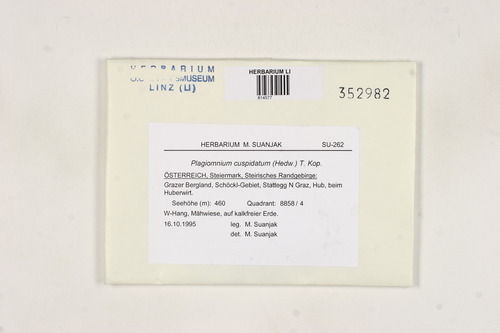 HERBARIUM
LINZ (LI)
HERBARIUM LI
814577
352982
HERBARIUM M. SUANJAK SU-262
Plagiomnium cuspidatum (Hedw.) T. Kop.
ÖSTERREICH, Steiermark, Steirisches Randgebirge:
Grazer Bergland, Schöckl-Gebiet, Stattegg N Graz, Hub, beim
Huberwirt.
Seehöhe (m): 460 Quadrant: 8858 / 4
W-Hang, Mähwiese, auf kalkfreier Erde.
16.10.1995 leg. M. Suanjak
det. M. Suanjak